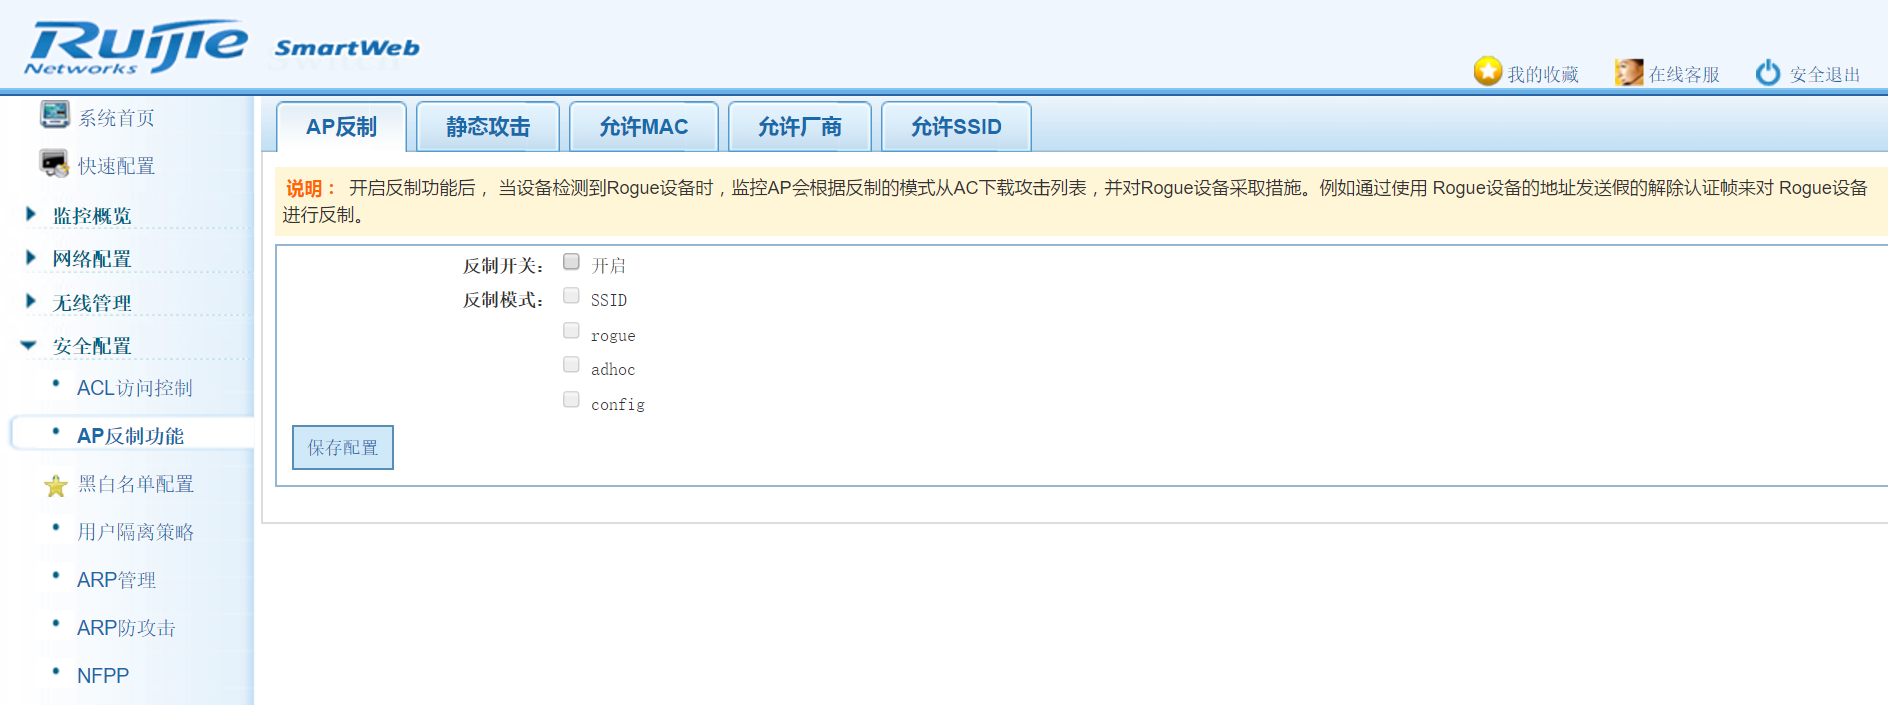 Ruijie
Networks
SmartWeb
我的收藏
在线客服
安全退出
系统首页
快速配置
监控概览
网络配置
无线管理
安全配置
ACL访问控制
AP反制功能
黑白名单配置
用户隔离策略
ARP管理
ARP防攻击
NFPP
AP反制
静态攻击
允许MAC
允许厂商
允许SSID
说明： 开启反制功能后， 当设备检测到Rogue设备时，监控AP会根据反制的模式从AC下载攻击列表，并对Rogue设备采取措施。例如通过使用 Rogue设备的地址发送假的解除认证帧来对 Rogue设备
进行反制。
反制开关： 开启
反制模式： SSID
rogue
adhoc
config
保存配置